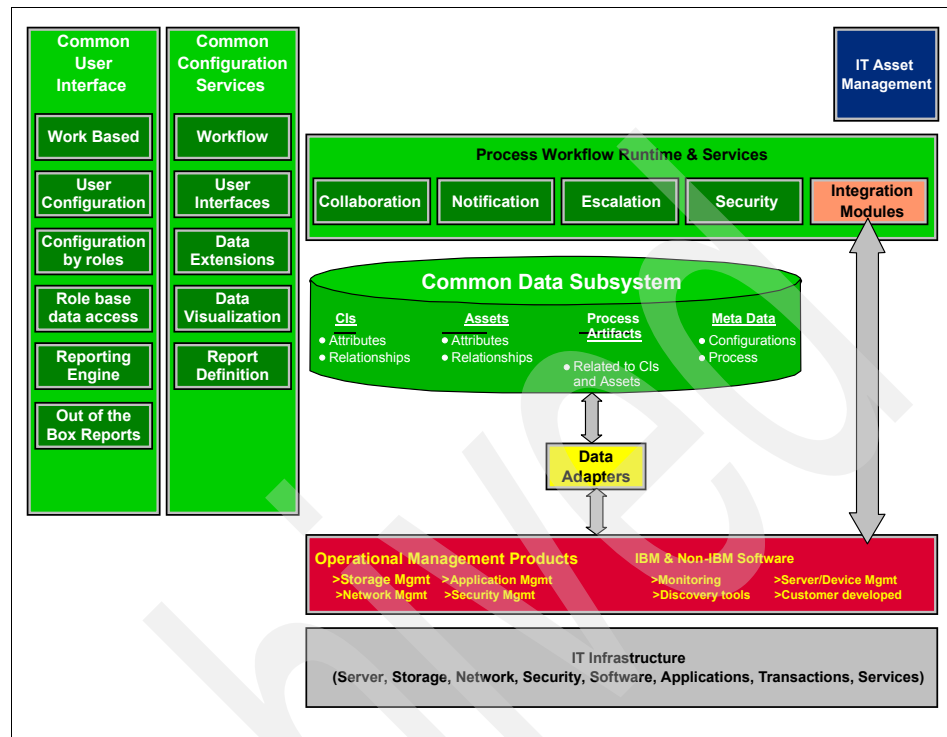 Common
User
Interface
Work Based
User
Configuration
Configuration
by roles
Role base
data access
Reporting
Engine
Out of the
Box Reports
Common
Configuration
Services
Workflow
User
Interfaces
Data
Extensions
Data
Visualization
Report
Definition
IT Asset
Management
Process Workflow Runtime & Services
Collaboration
Notification
Escalation
Security
Integration
Modules
Common Data Subsystem
CIs
● Attributes
● Relationships
Assets
● Attributes
● Relationships
Process
Artifacts
● Related to CIs
and Assets
Meta Data
● Configurations
● Process
Data
Adapters
Operational Management Products
>Storage Mgmt >Application Mgmt
>Network Mgmt >Security Mgmt
IBM & Non-IBM Software
>Monitoring >Server/Device Mgmt
>Discovery tools >Customer developed
IT Infrastructure
(Server, Storage, Network, Security, Software, Applications, Transactions, Services)
hived